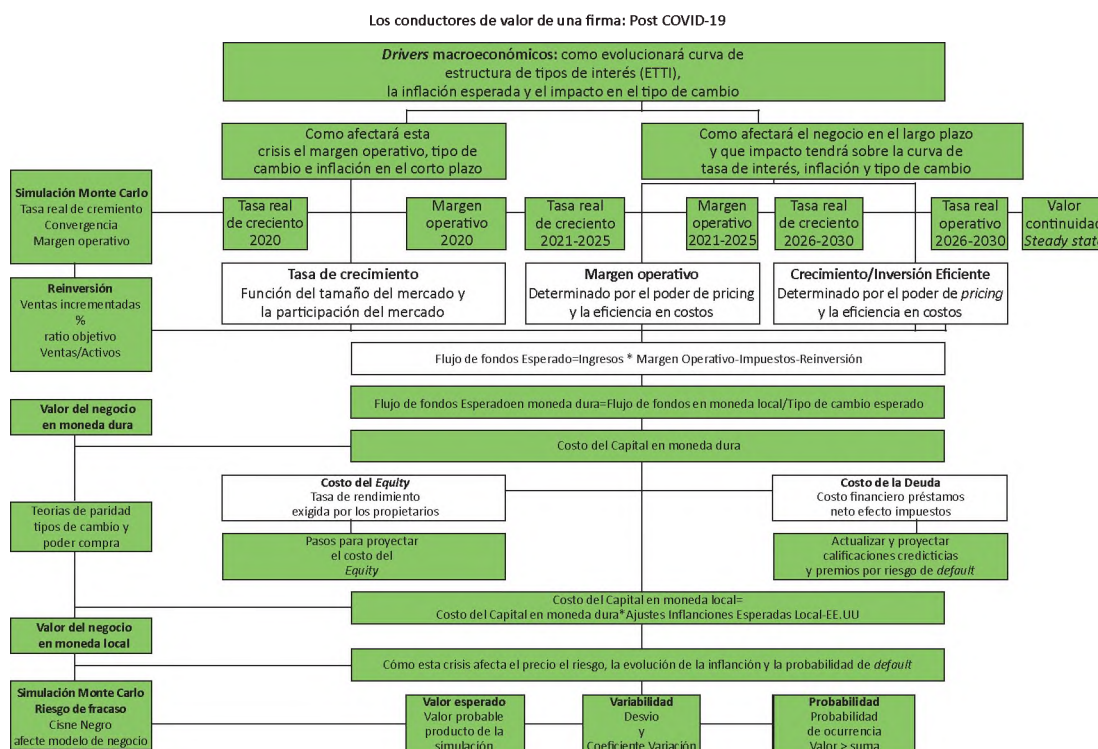 Los conductores de valor de una firma: Post COVID-19
Drivers macroeconómicos: como evolucionará curva de
estructura de tipos de interés (ETTI),
la inflación esperada y el impacto en el tipo de cambio
Como afectará esta
crisis el margen operativo, tipo de
cambio e inflación en el corto plazo
Como afectará el negocio en el largo plazo
y que impacto tendrá sobre la curva de
tasa de interés, inflación y tipo de cambio
Simulación Monte Carlo
Tasa real de cremiento
Convergencia
Margen operativo
Tasa real
de creciento
2020
Margen
operativo
2020
Tasa real
de creciento
2021-2025
Margen
operativo
2021-2025
Tasa real
de creciento
2026-2030
Tasa real
operativo
2026-2030
Valor
continuidad
Steady state
Reinversión
Ventas incrementadas
%
ratio objetivo
Ventas/Activos
Tasa de crecimiento
Función del tamaño del mercado y
la participación del mercado
Margen operativo
Determinado por el poder de pricing
y la eficiencia en costos
Crecimiento/Inversión Eficiente
Determinado por el poder de pricing
y la eficiencia en costos
Flujo de fondos Esperado=Ingresos * Margen Operativo-Impuestos-Reinversión
Flujo de fondos Esperadoen moneda dura=Flujo de fondos en moneda local/Tipo de cambio esperado
Valor del negocio
en moneda dura
Costo del Capital en moneda dura
Costo del Equity
Tasa de rendimiento
exigida por los propietarios
Costo de la Deuda
Costo financiero préstamos
neto efecto impuestos
Teorías de paridad
tipos de cambio y
poder compra
Pasos para proyectar
el costo del
Equity
Actualizar y proyectar
calificaciones credicticias
y premios por riesgo de default
Costo del Capital en moneda local=
Costo del Capital en moneda dura*Ajustes Inflanciones Esperadas Local-EE.UU
Valor del negocio
en moneda local
Cómo esta crisis afecta el precio el riesgo, la evolución de la inflanción y la probabilidad de default
Simulación Monte Carlo
Riesgo de fracaso
Cisne Negro
afecte modelo de negocio
Valor esperado
Valor probable
producto de la
simulación
Variabilidad
Desvio
y
Coeficiente Variación
Probabilidad
Probabilidad
de ocurrencia
Valor > suma